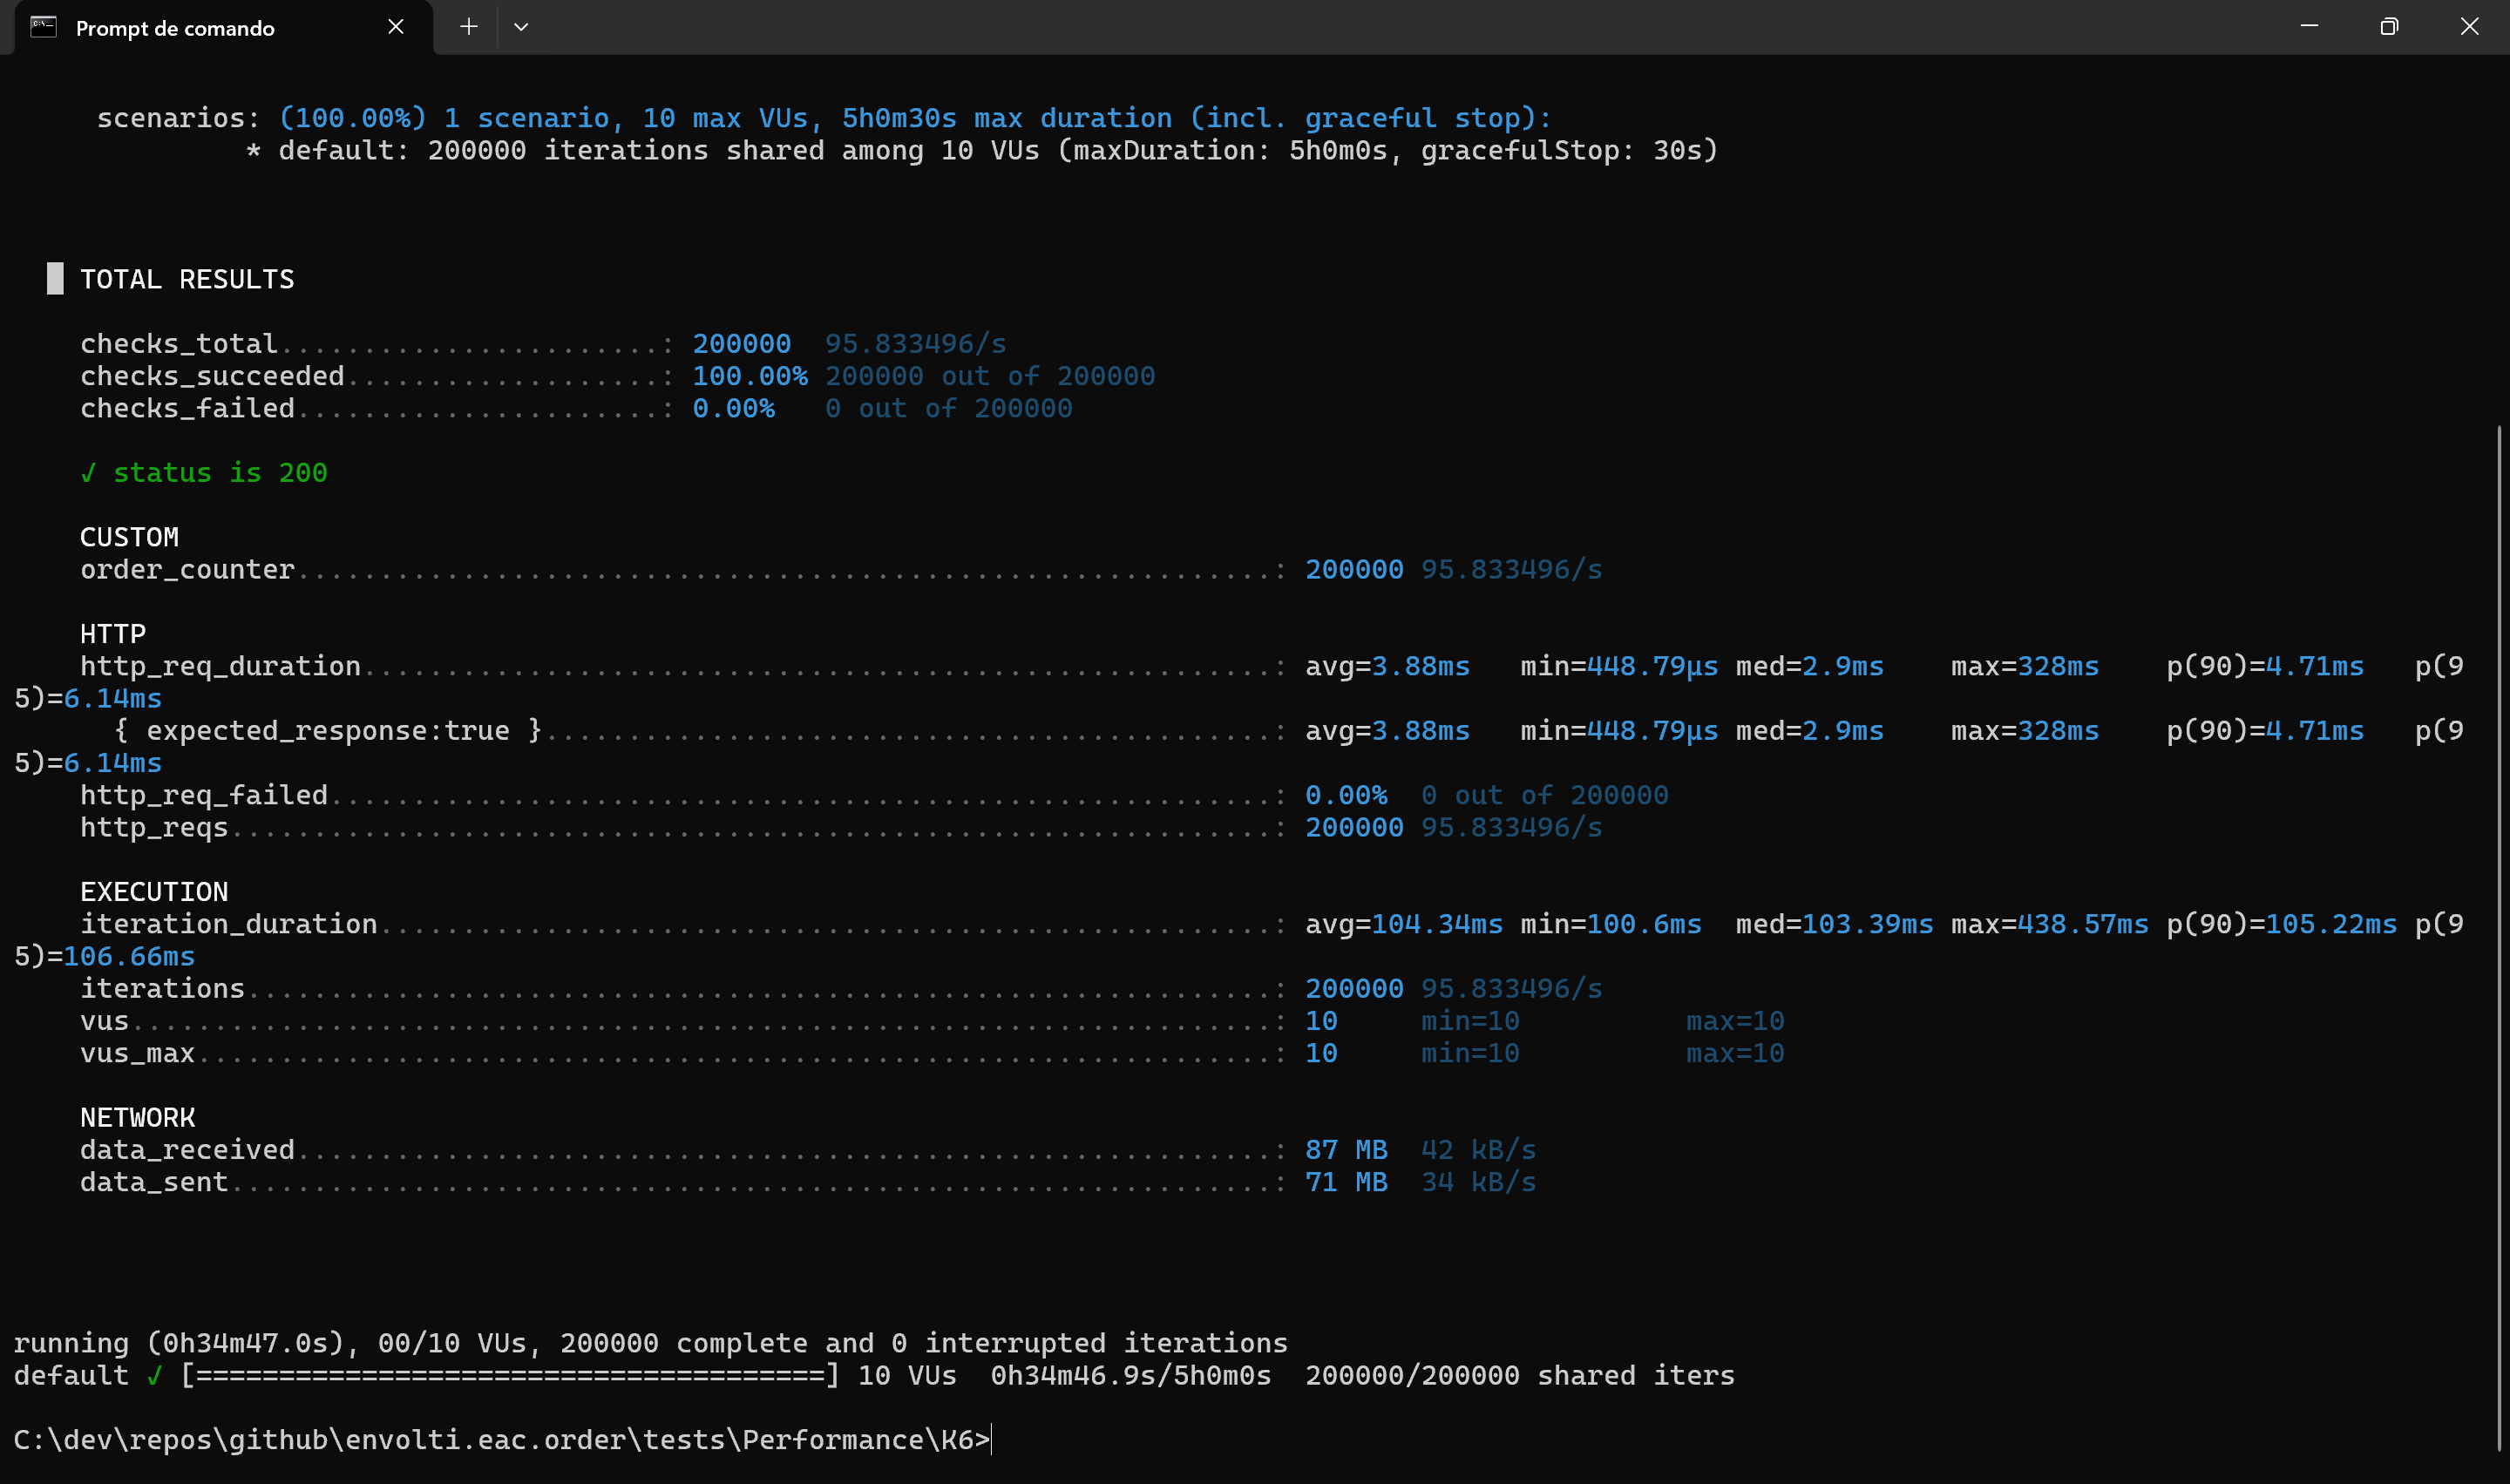 Prompt de comando
scenarios: (100.00%) 1 scenario, 10 max VUs, 5h0m30s max duration (incl. graceful stop):
* default: 200000 iterations shared among 10 VUs (maxDuration: 5h0m0s, gracefulStop: 30s)
TOTAL RESULTS
checks_total.......................: 200000  95.833496/s
checks_succeeded...................: 100.00% 200000 out of 200000
checks_failed......................: 0.00%   0 out of 200000
✓ status is 200
CUSTOM
order_counter...........................................................: 200000 95.833496/s
HTTP
http_req_duration.......................................................: avg=3.88ms   min=448.79µs med=2.9ms    max=328ms    p(90)=4.71ms   p(9
5)=6.14ms
{ expected_response:true }.............................................: avg=3.88ms   min=448.79µs med=2.9ms    max=328ms    p(90)=4.71ms   p(9
5)=6.14ms
http_req_failed.........................................................: 0.00%  0 out of 200000
http_reqs...............................................................: 200000 95.833496/s
EXECUTION
iteration_duration......................................................: avg=104.34ms min=100.6ms  med=103.39ms max=438.57ms p(90)=105.22ms p(9
5)=106.66ms
iterations..............................................................: 200000 95.833496/s
vus.....................................................................: 10     min=10          max=10
vus_max.................................................................: 10     min=10          max=10
NETWORK
data_received...........................................................: 87 MB  42 kB/s
data_sent...............................................................: 71 MB  34 kB/s
running (0h34m47.0s), 00/10 VUs, 200000 complete and 0 interrupted iterations
default ✓ [======================================] 10 VUs  0h34m46.9s/5h0m0s  200000/200000 shared iters
C:\dev\repos\github\envolti.eac.order\tests\Performance\K6>